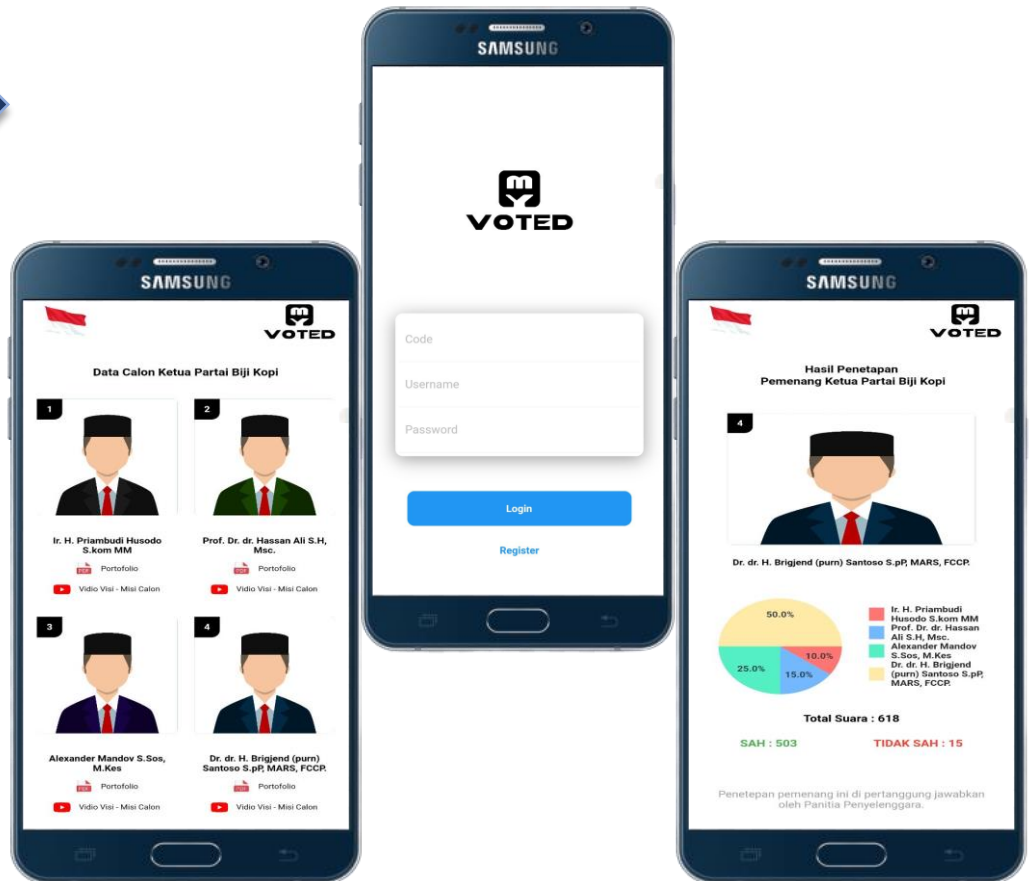 SAMSUNG
VOTED
Code
Username
Password
Login
Register
SAMSUNG
VOTED
Data Calon Ketua Partai Biji Kopi
1
2
Ir. H. Priambudi Husodo
S.kom MM
Prof. Dr. dr. Hassan Ali S.H,
Msc.
PDF Portofolio
PDF Portofolio
Vidio Visi - Misi Calon
Vidio Visi - Misi Calon
3
4
Alexander Mandov S.Sos,
M.Kes
Dr. dr. H. Brigjend (purn)
Santoso S.pP, MARS, FCCP.
PDF Portofolio
PDF Portofolio
Vidio Visi - Misi Calon
Vidio Visi - Misi Calon
SAMSUNG
VOTED
Hasil Penetapan
Pemenang Ketua Partai Biji Kopi
4
Dr. dr. H. Brigjend (purn) Santoso S.pP, MARS, FCCP.
50.0%
10.0%
25.0%
15.0%
Ir. H. Priambudi
Husodo S.kom MM
Prof. Dr. dr. Hassan
Ali S.H, Msc.
Alexander Mandov
S.Sos, M.Kes
Dr. dr. H. Brigjend
(purn) Santoso S.pP,
MARS, FCCP.
Total Suara : 618
SAH : 503
TIDAK SAH : 15
Penetepan pemenang ini di pertanggung jawabkan
oleh Panitia Penyelenggara.